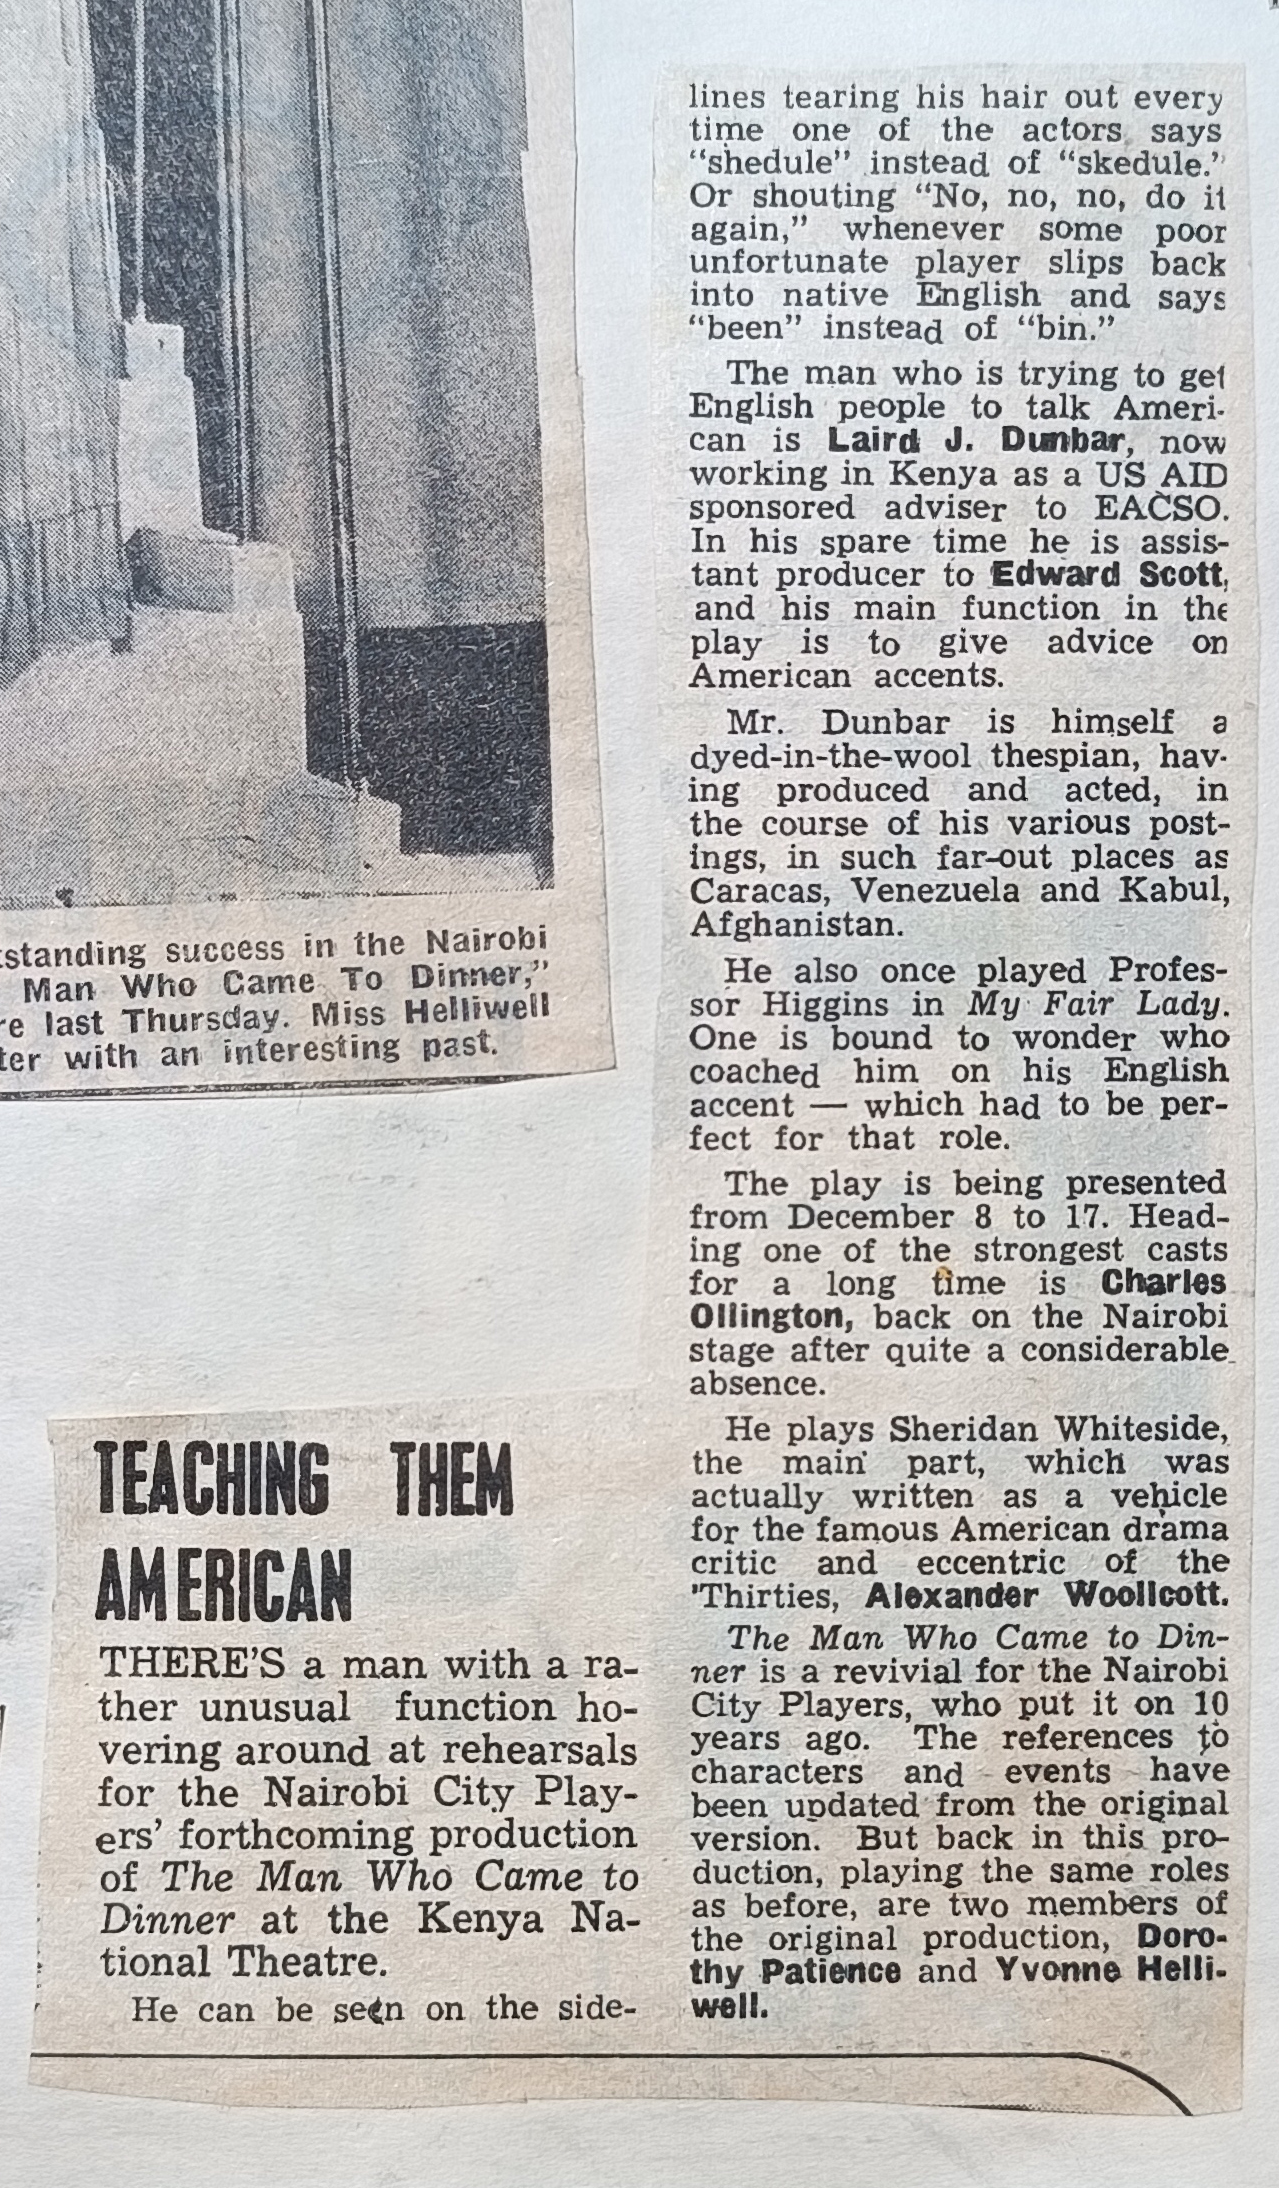 standing success in the Nairobi
Man Who Came To Dinner,”
re last Thursday. Miss Helliwell
ter with an interesting past.
TEACHING THEM
AMERICAN
THERE’S a man with a ra-
ther unusual function ho-
vering around at rehearsals
for the Nairobi City Play-
ers’ forthcoming production
of The Man Who Came to
Dinner at the Kenya Na-
tional Theatre.
He can be seen on the side-
lines tearing his hair out every
time one of the actors says
“shedule” instead of “skedule.”
Or shouting “No, no, no, do it
again,” whenever some poor
unfortunate player slips back
into native English and says
“been” instead of “bin.”
The man who is trying to get
English people to talk Ameri-
can is Laird J. Dunbar, now
working in Kenya as a US AID
sponsored adviser to EACSO.
In his spare time he is assis-
tant producer to Edward Scott,
and his main function in the
play is to give advice on
American accents.
Mr. Dunbar is himself a
dyed-in-the-wool thespian, hav-
ing produced and acted, in
the course of his various post-
ings, in such far-out places as
Caracas, Venezuela and Kabul,
Afghanistan.
He also once played Profes-
sor Higgins in My Fair Lady.
One is bound to wonder who
coached him on his English
accent — which had to be per-
fect for that role.
The play is being presented
from December 8 to 17. Head-
ing one of the strongest casts
for a long time is Charles
Ollington, back on the Nairobi
stage after quite a considerable
absence.
He plays Sheridan Whiteside,
the main part, which was
actually written as a vehicle
for the famous American drama
critic and eccentric of the
'Thirties, Alexander Woollcott.
The Man Who Came to Din-
ner is a revivial for the Nairobi
City Players, who put it on 10
years ago. The references to
characters and events have
been updated from the original
version. But back in this pro-
duction, playing the same roles
as before, are two members of
the original production, Doro-
thy Patience and Yvonne Helli-
well.